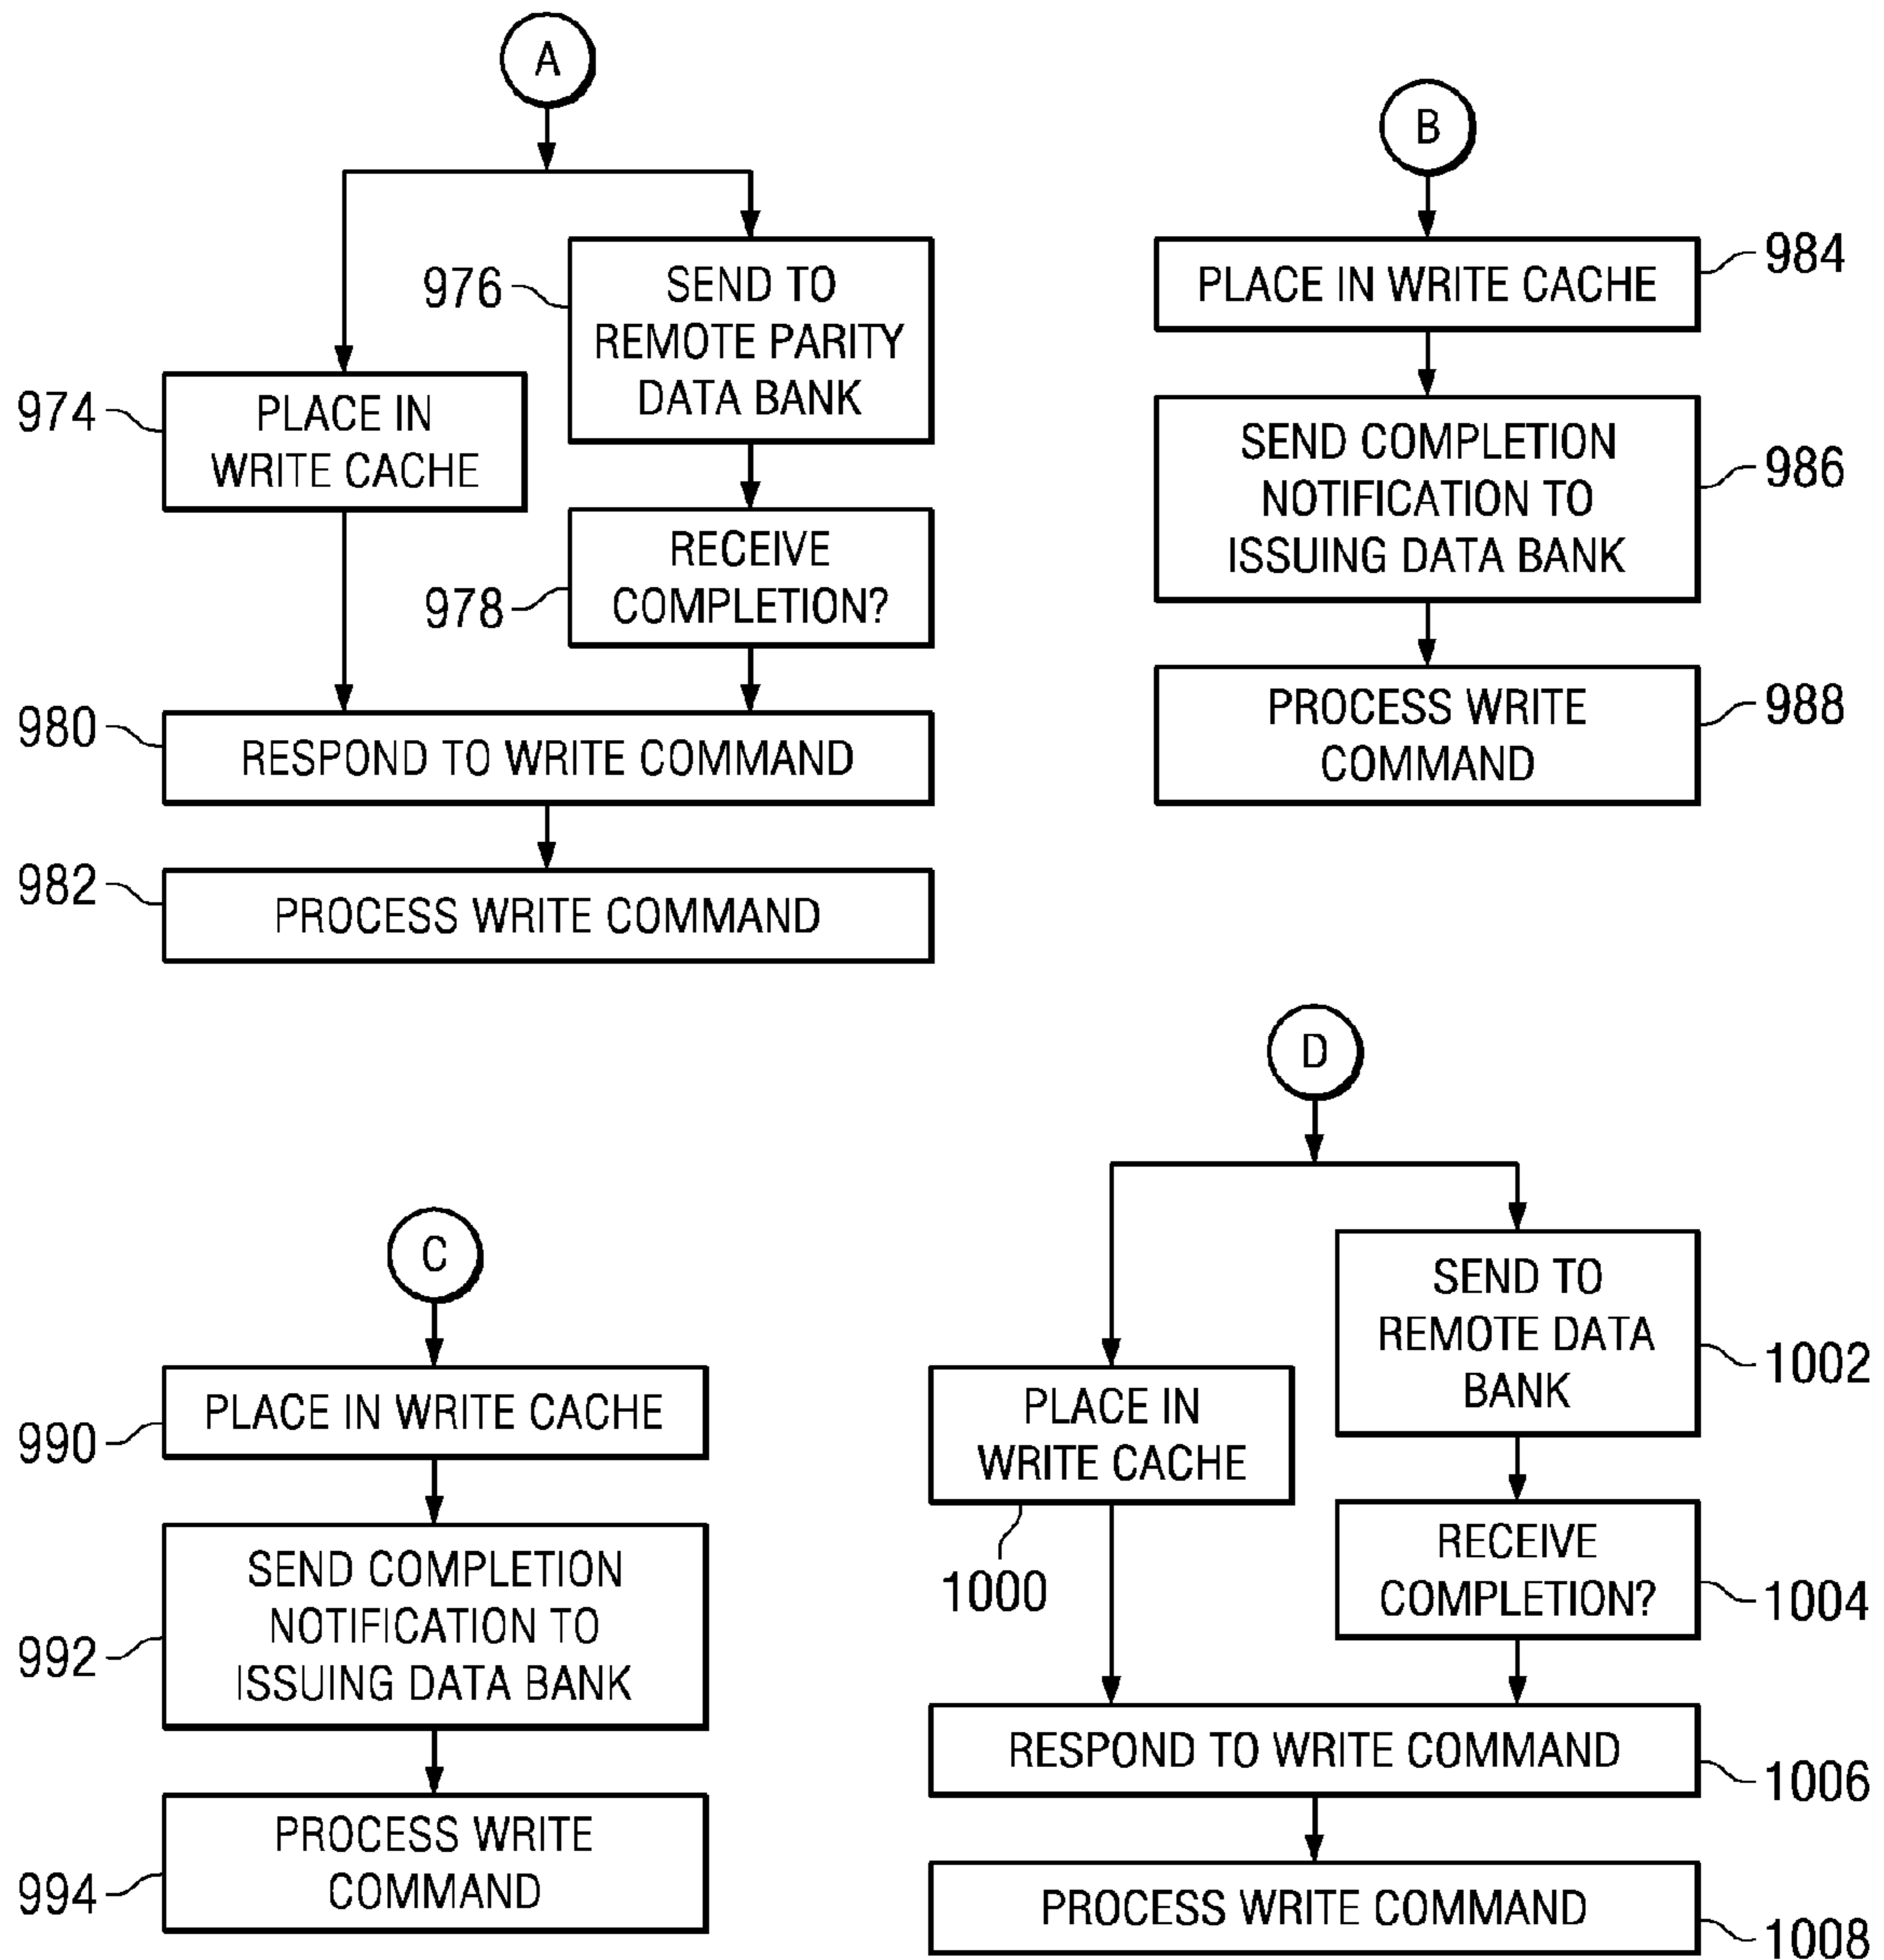 A
976
SEND TO
REMOTE PARITY
DATA BANK
974
PLACE IN
WRITE CACHE
978
RECEIVE
COMPLETION?
980
RESPOND TO WRITE COMMAND
982
PROCESS WRITE COMMAND
B
PLACE IN WRITE CACHE
984
SEND COMPLETION
NOTIFICATION TO
ISSUING DATA BANK
986
PROCESS WRITE
COMMAND
988
C
990
PLACE IN WRITE CACHE
992
SEND COMPLETION
NOTIFICATION TO
ISSUING DATA BANK
994
PROCESS WRITE
COMMAND
D
SEND TO
REMOTE DATA
BANK
1002
PLACE IN
WRITE CACHE
1000
RECEIVE
COMPLETION?
1004
RESPOND TO WRITE COMMAND
1006
PROCESS WRITE COMMAND
1008